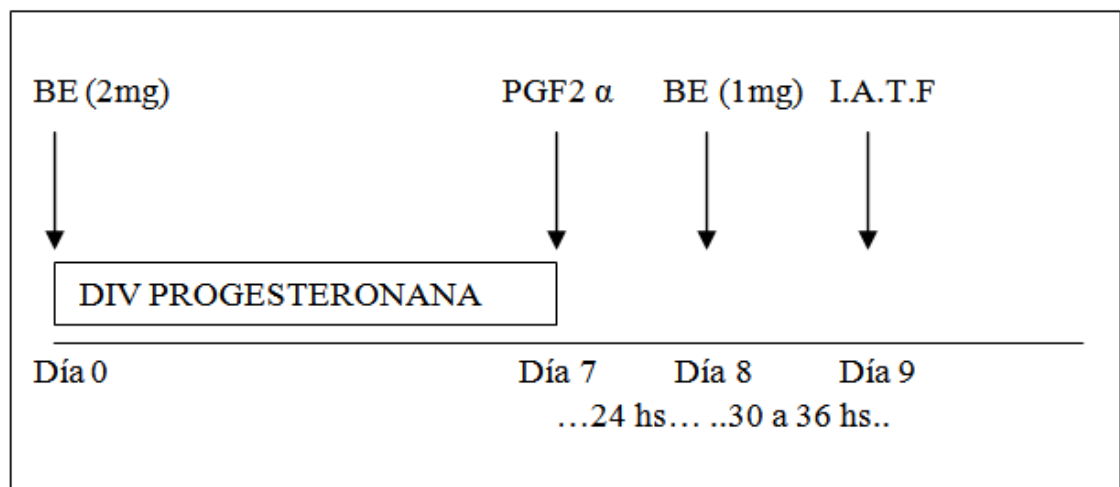 BE (2mg) PGF2 α BE (1mg) I.A.T.F
DIV PROGESTERONANA
Día 0 Día 7 Día 8 Día 9
…24 hs… ..30 a 36 hs..